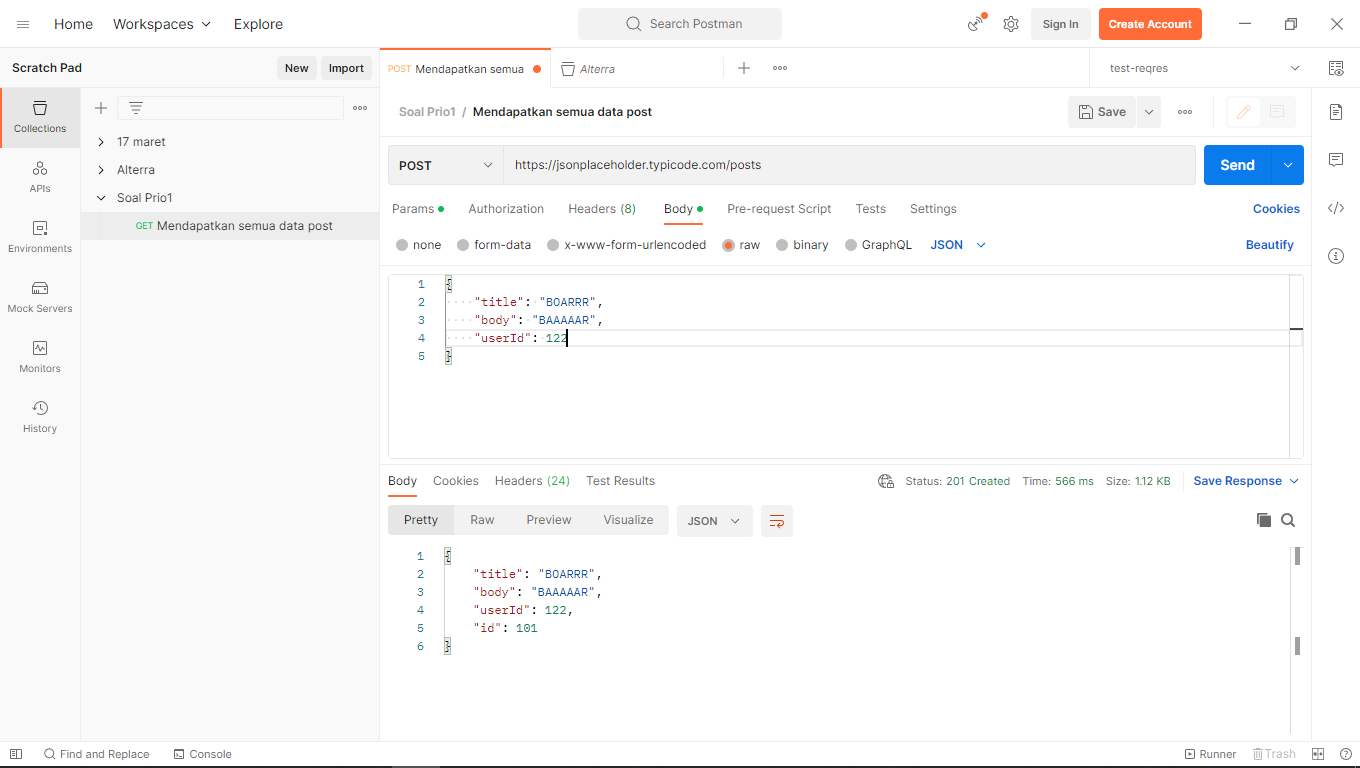 Home Workspaces Explore Search Postman Sign In Create Account
Scratch Pad New Import POST Mendapatkan semua Alterra test-reqres
Collections
APIs
Environments
Mock Servers
Monitors
History
17 maret
Alterra
Soal Prio1
GET Mendapatkan semua data post
Soal Prio1 / Mendapatkan semua data post Save
POST https://jsonplaceholder.typicode.com/posts Send
Params Authorization Headers (8) Body Pre-request Script Tests Settings Cookies
none form-data x-www-form-urlencoded raw binary GraphQL JSON Beautify
1 {
2 "title": "BOARRR",
3 "body": "BAAAAAR",
4 "userId": 122
5 }
Body Cookies Headers (24) Test Results Status: 201 Created Time: 566 ms Size: 1.12 KB Save Response
Pretty Raw Preview Visualize JSON
1 {
2 "title": "BOARRR",
3 "body": "BAAAAAR",
4 "userId": 122,
5 "id": 101
6 }
Find and Replace Console Runner Trash